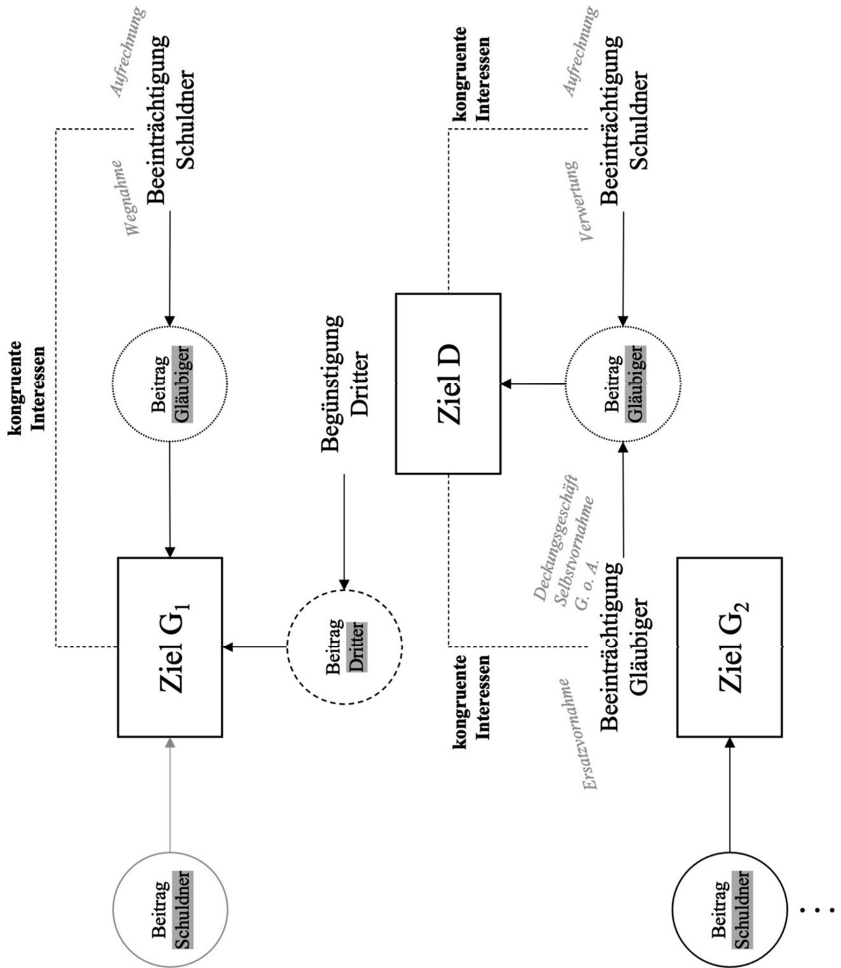 kongruente
Interessen
Beitrag
Schuldner
Ziel G₁
Beitrag
Gläubiger
Wegnahme
Aufrechnung
Beeinträchtigung
Schuldner
Beitrag
Dritter
Begünstigung
Dritter
kongruente
Interessen
Ziel D
kongruente
Interessen
Ersatzvornahme
Deckungsgeschäft
Selbstvornahme
G. o. A.
Beeinträchtigung
Gläubiger
Beitrag
Gläubiger
Verwertung
Aufrechnung
Beeinträchtigung
Schuldner
Beitrag
Schuldner
Ziel G₂
...